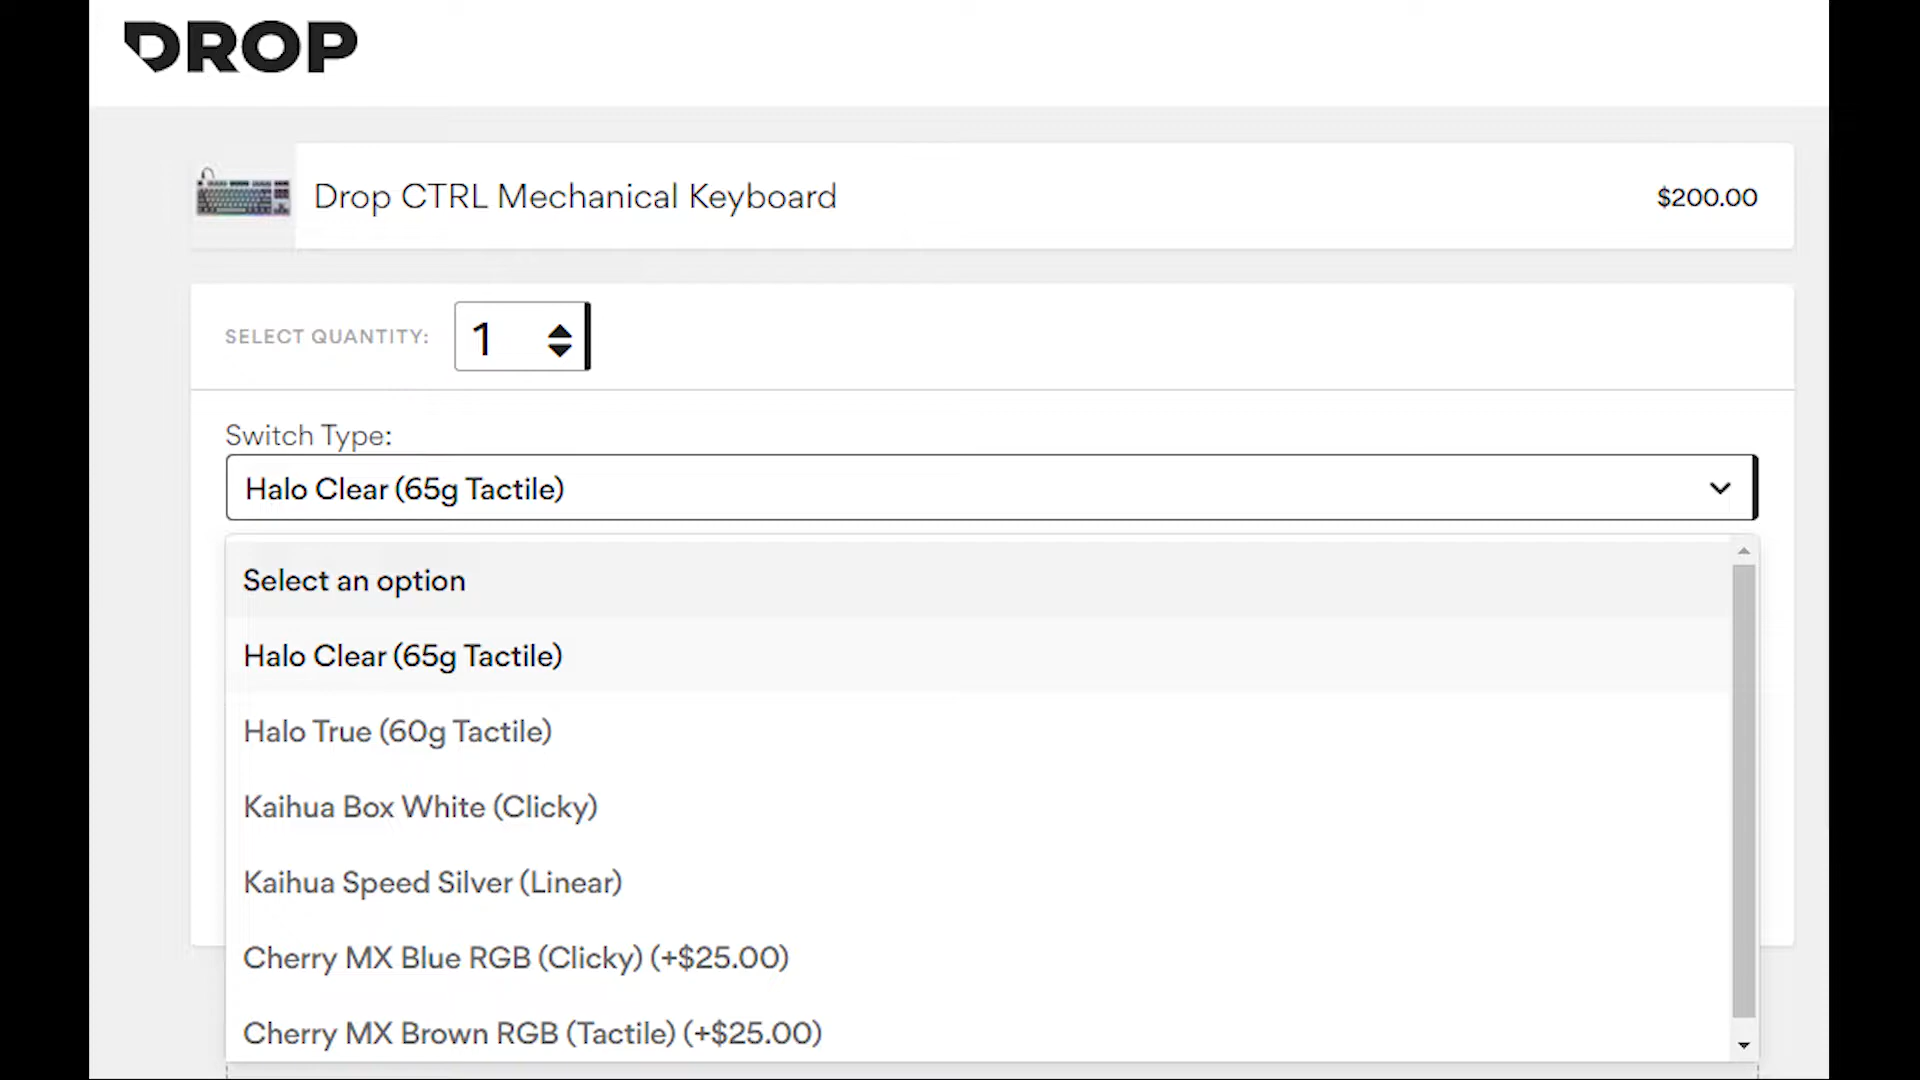 DROP
Drop CTRL Mechanical Keyboard
$200.00
SELECT QUANTITY:
1
Switch Type:
Halo Clear (65g Tactile)
Select an option
Halo Clear (65g Tactile)
Halo True (60g Tactile)
Kaihua Box White (Clicky)
Kaihua Speed Silver (Linear)
Cherry MX Blue RGB (Clicky) (+$25.00)
Cherry MX Brown RGB (Tactile) (+$25.00)